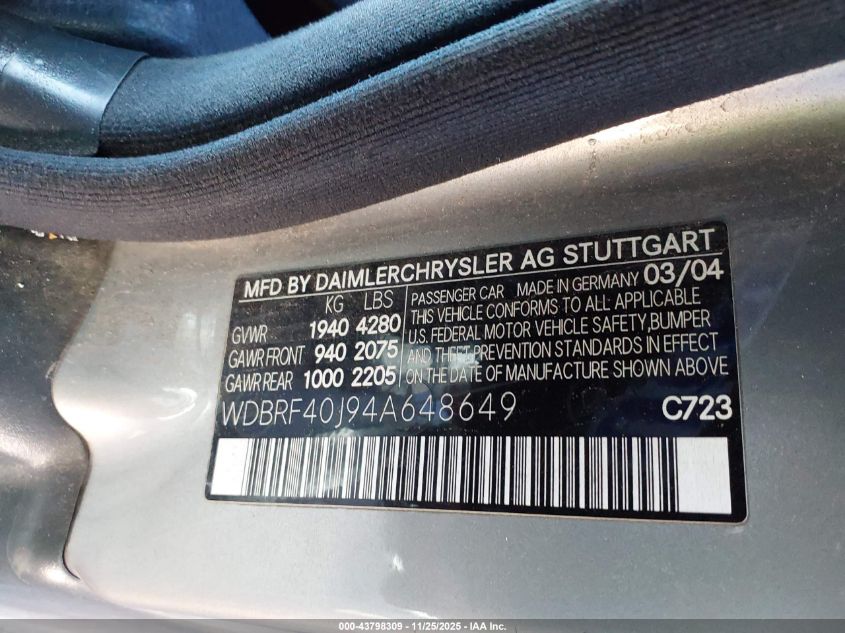 MFD BY DAIMLERCHRYSLER AG STUTTGART
KG LBS
GVWR 1940 4280
GAWR FRONT 940 2075
GAWR REAR 1000 2205
PASSENGER CAR MADE IN GERMANY 03/04
THIS VEHICLE CONFORMS TO ALL APPLICABLE
U.S. FEDERAL MOTOR VEHICLE SAFETY,BUMPER
AND THEFT PREVENTION STANDARDS IN EFFECT
ON THE DATE OF MANUFACTURE SHOWN ABOVE
WDBRF40J94A648649 C723
000-43798309 - 11/25/2025 - IAA Inc.